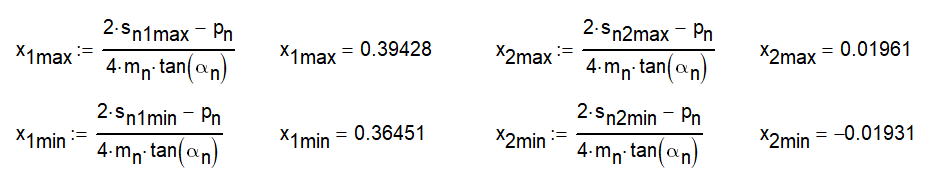 x1max := (2·sn1max − pn)/(4·mn·tan(αn)) x1max = 0.39428 x2max := (2·sn2max − pn)/(4·mn·tan(αn)) x2max = 0.01961
x1min := (2·sn1min − pn)/(4·mn·tan(αn)) x1min = 0.36451 x2min := (2·sn2min − pn)/(4·mn·tan(αn)) x2min = −0.01931